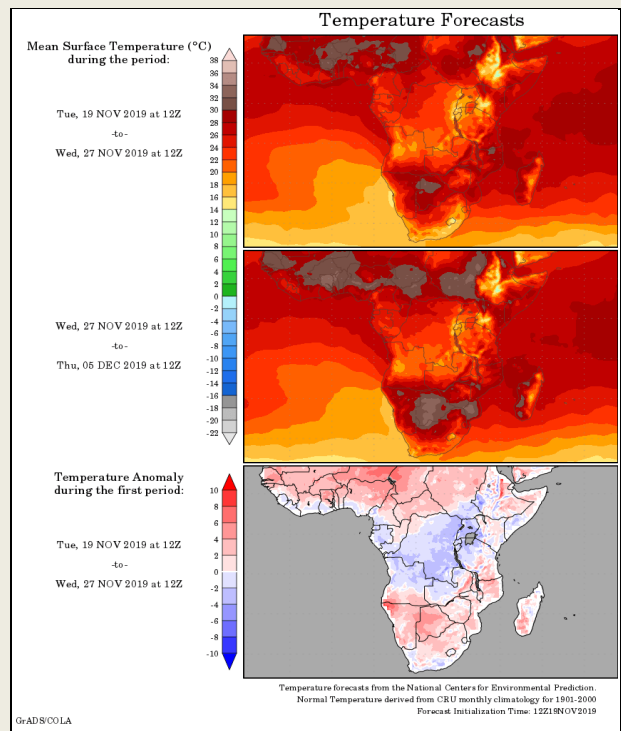 Temperature Forecasts
Mean Surface Temperature (°C)
during the period:
Tue, 19 NOV 2019 at 12Z
-to-
Wed, 27 NOV 2019 at 12Z
38
36
34
32
30
28
26
24
22
20
18
16
14
12
10
8
6
4
2
0
-2
-4
-6
-8
-10
-12
-14
-16
-18
-20
-22
Wed, 27 NOV 2019 at 12Z
-to-
Thu, 05 DEC 2019 at 12Z
Temperature Anomaly
during the first period:
Tue, 19 NOV 2019 at 12Z
-to-
Wed, 27 NOV 2019 at 12Z
10
8
6
4
2
0
-2
-4
-6
-8
-10
Temperature forecasts from the National Centers for Environmental Prediction.
Normal Temperature derived from CRU monthly climatology for 1901-2000
Forecast Initialization Time: 12Z19NOV2019
GrADS/COLA